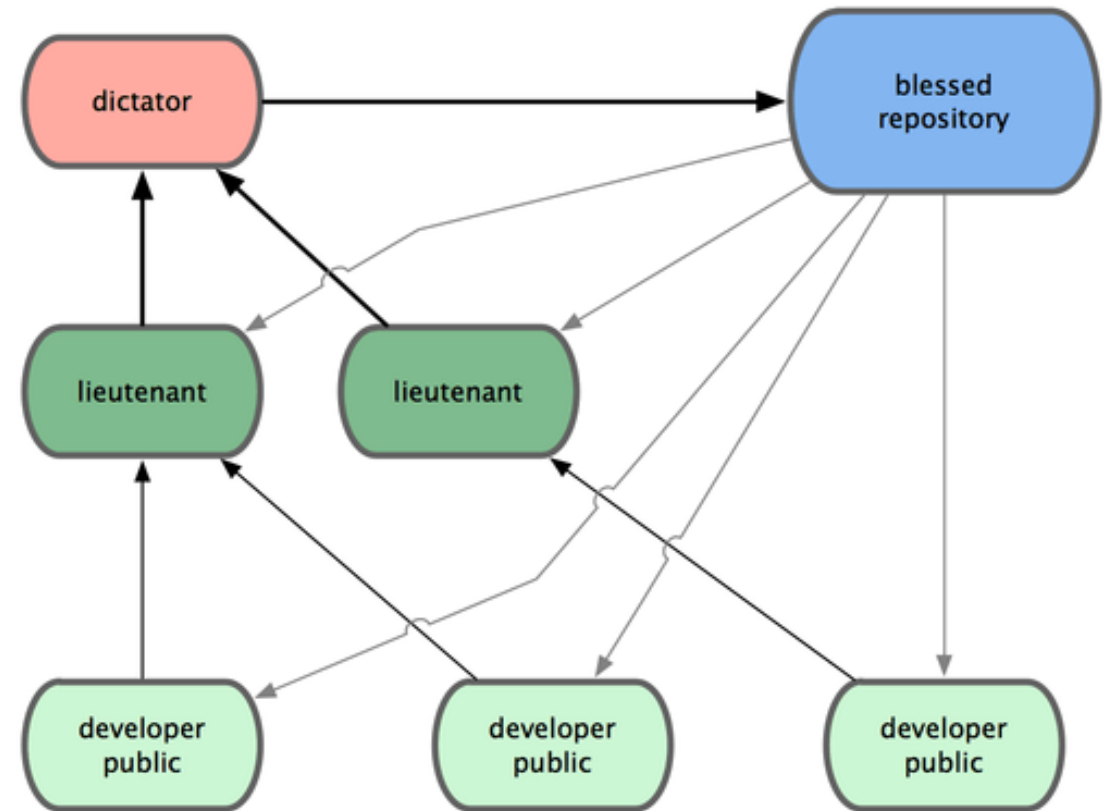 dictator
blessed
repository
lieutenant
lieutenant
developer
public
developer
public
developer
public